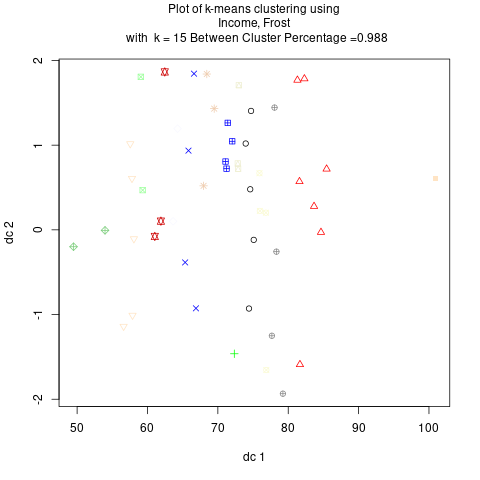 Plot of k-means clustering using
Income, Frost
with  k = 15 Between Cluster Percentage =0.988
2
1
0
-1
-2
dc 2
50 60 70 80 90 100
dc 1